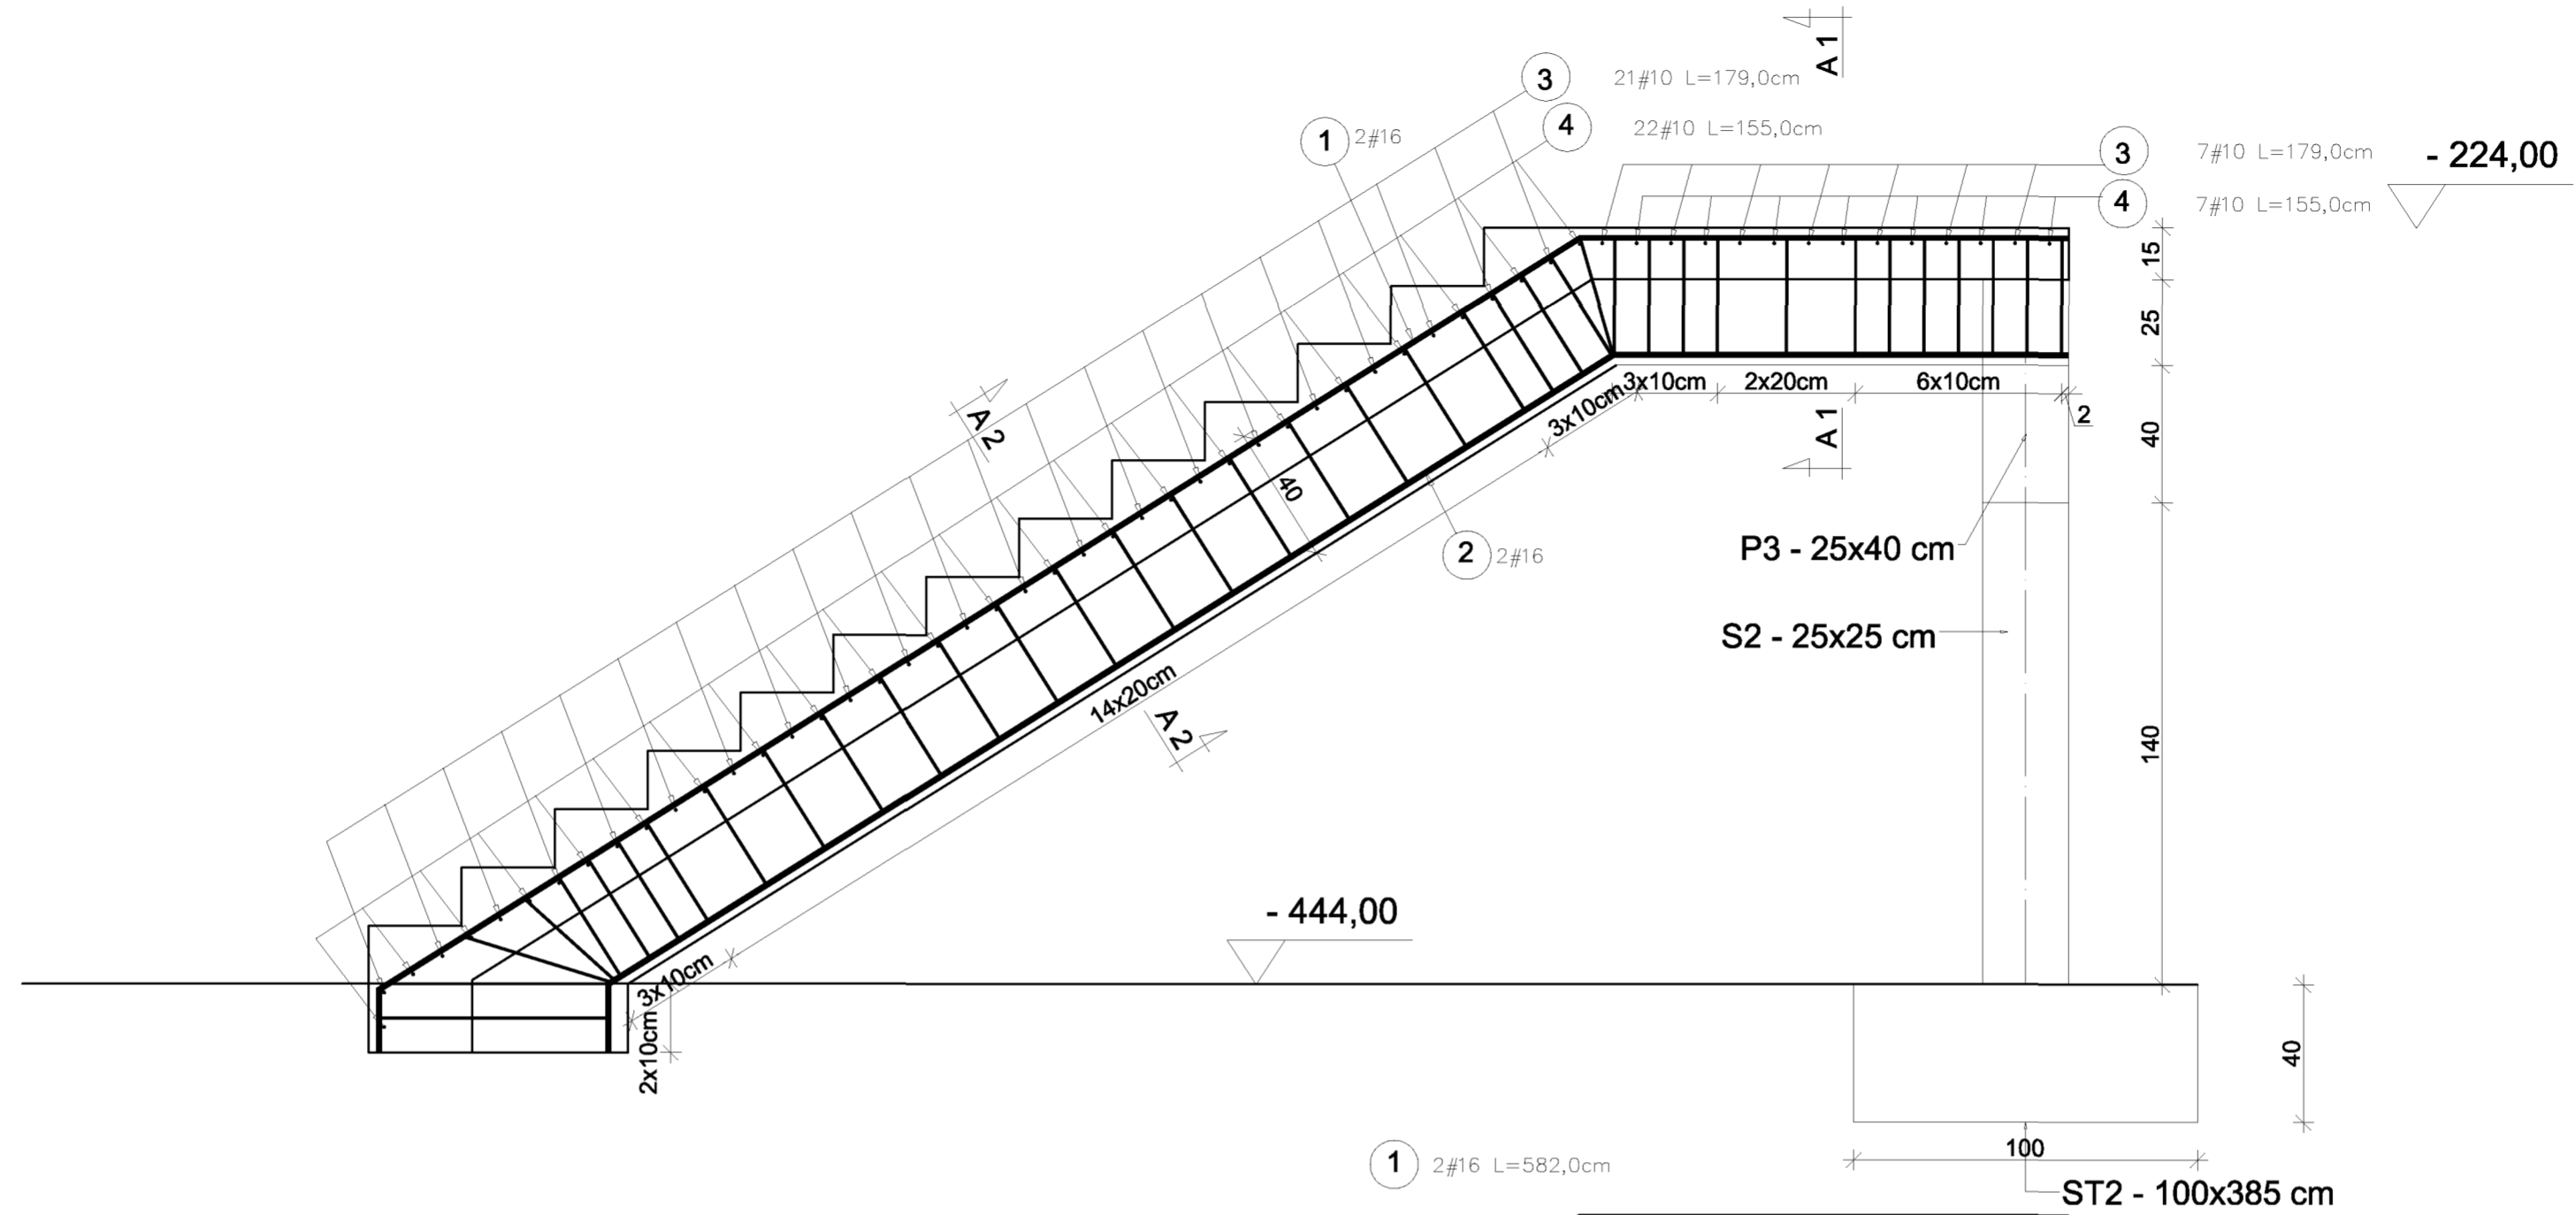 A 1
3 21#10 L=179,0cm
4 22#10 L=155,0cm
1 2#16
3 7#10 L=179,0cm
- 224,00
4 7#10 L=155,0cm
15
25
3x10cm 2x20cm 6x10cm
2
3x10cm
A 2
A 1
40
40
2 2#16
P3 - 25x40 cm
S2 - 25x25 cm
14x20cm
A 2
140
- 444,00
3x10cm
2x10cm
40
100
1 2#16 L=582,0cm
ST2 - 100x385 cm